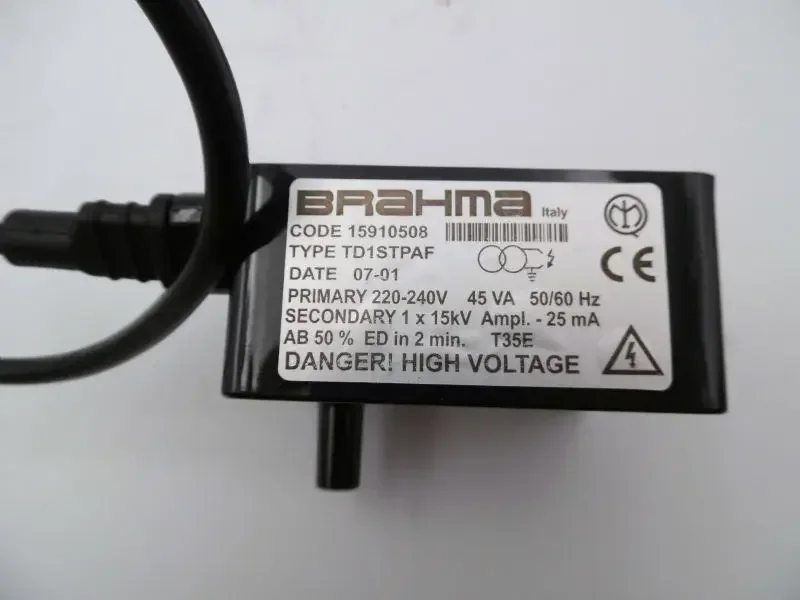 BRAHMA Italy
CODE 15910508
TYPE TD1STPAF
DATE 07-01
PRIMARY 220-240V 45 VA 50/60 Hz
SECONDARY 1 x 15kV Ampl. - 25 mA
AB 50 % ED in 2 min. T35E
DANGER! HIGH VOLTAGE
CE